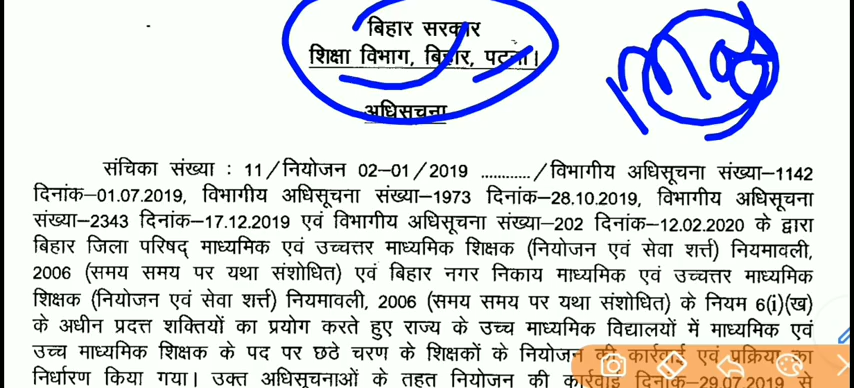 बिहार सरकार
शिक्षा विभाग, बिहार, पटना।
अधिसूचना
संचिका संख्या : 11/नियोजन 02–01/2019 ............/विभागीय अधिसूचना संख्या–1142
दिनांक–01.07.2019, विभागीय अधिसूचना संख्या–1973 दिनांक–28.10.2019, विभागीय अधिसूचना
संख्या–2343 दिनांक–17.12.2019 एवं विभागीय अधिसूचना संख्या–202 दिनांक–12.02.2020 के द्वारा
बिहार जिला परिषद् माध्यमिक एवं उच्चत्तर माध्यमिक शिक्षक (नियोजन एवं सेवा शर्त्त) नियमावली,
2006 (समय समय पर यथा संशोधित) एवं बिहार नगर निकाय माध्यमिक एवं उच्चत्तर माध्यमिक
शिक्षक (नियोजन एवं सेवा शर्त्त) नियमावली, 2006 (समय समय पर यथा संशोधित) के नियम 6(i)(ख)
के अधीन प्रदत्त शक्तियों का प्रयोग करते हुए राज्य के उच्च माध्यमिक विद्यालयों में माध्यमिक एवं
उच्च माध्यमिक शिक्षक के पद पर छठे चरण के शिक्षकों के नियोजन की कार्रवाई एवं प्रक्रिया का
निर्धारण किया गया। उक्त अधिसूचनाओं के तहत नियोजन की कार्रवाई दिनांक–29.07.2019 से